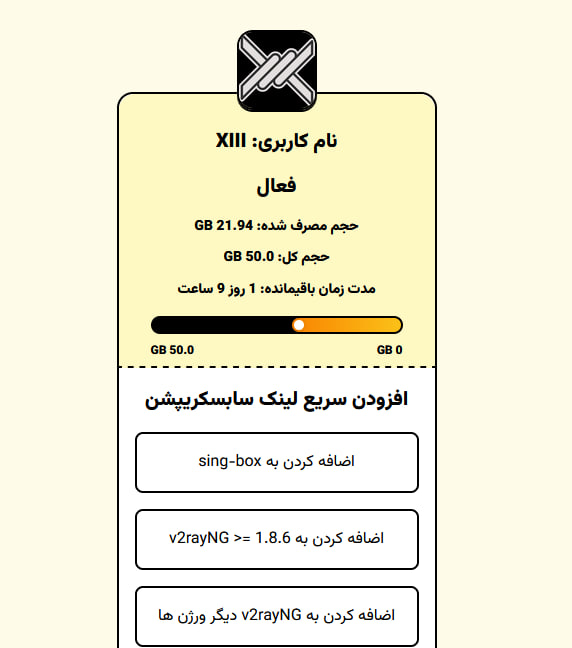 نام کاربری: XIII
فعال
حجم مصرف شده: 21.94 GB
حجم کل: 50.0 GB
مدت زمان باقیمانده: 1 روز 9 ساعت
0 GB
50.0 GB
افزودن سریع لینک سابسکریپشن
اضافه کردن به sing-box
اضافه کردن به v2rayNG >= 1.8.6
اضافه کردن به v2rayNG دیگر ورژن ها